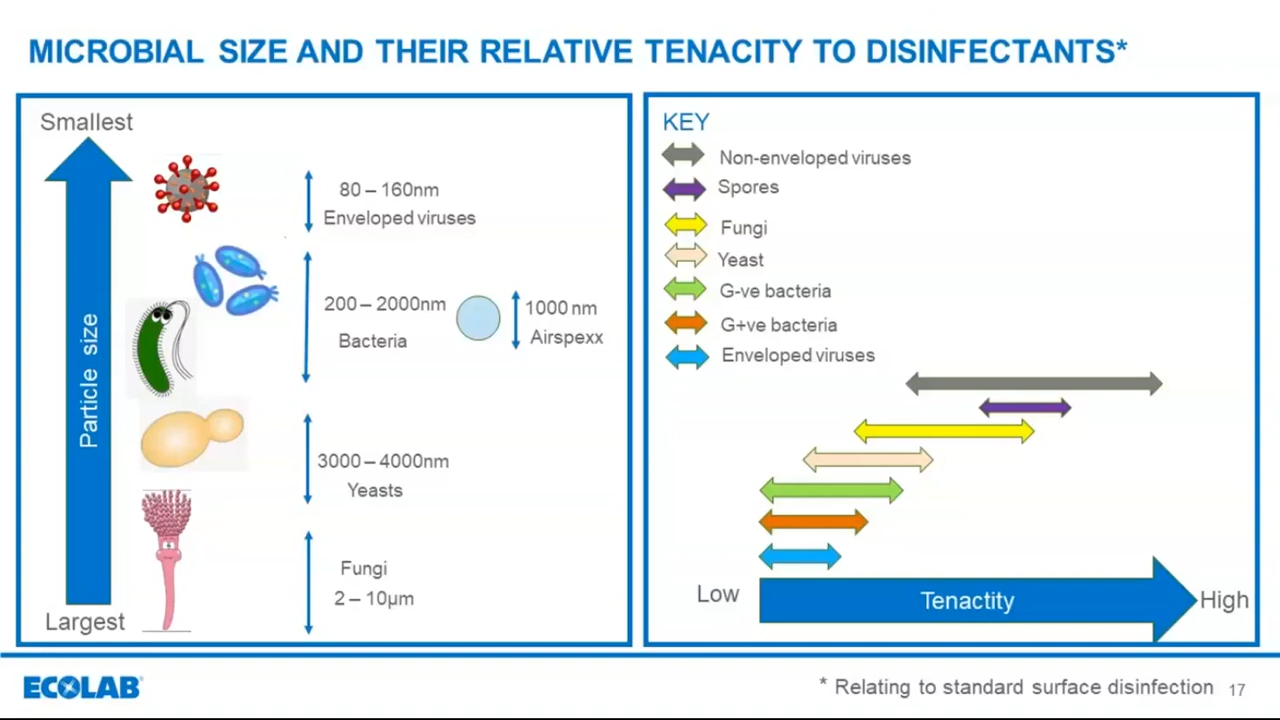 MICROBIAL SIZE AND THEIR RELATIVE TENACITY TO DISINFECTANTS*
Smallest
Particle size
Largest
80 – 160nm
Enveloped viruses
200 – 2000nm
Bacteria
1000 nm
Airspexx
3000 – 4000nm
Yeasts
Fungi
2 – 10µm
KEY
Non-enveloped viruses
Spores
Fungi
Yeast
G-ve bacteria
G+ve bacteria
Enveloped viruses
Low
Tenactity
High
ECOLAB®
* Relating to standard surface disinfection
17